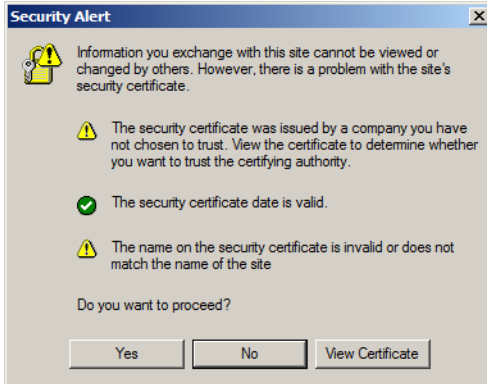 Security Alert
Information you exchange with this site cannot be viewed or
changed by others. However, there is a problem with the site's
security certificate.
The security certificate was issued by a company you have
not chosen to trust. View the certificate to determine whether
you want to trust the certifying authority.
The security certificate date is valid.
The name on the security certificate is invalid or does not
match the name of the site
Do you want to proceed?
Yes No View Certificate